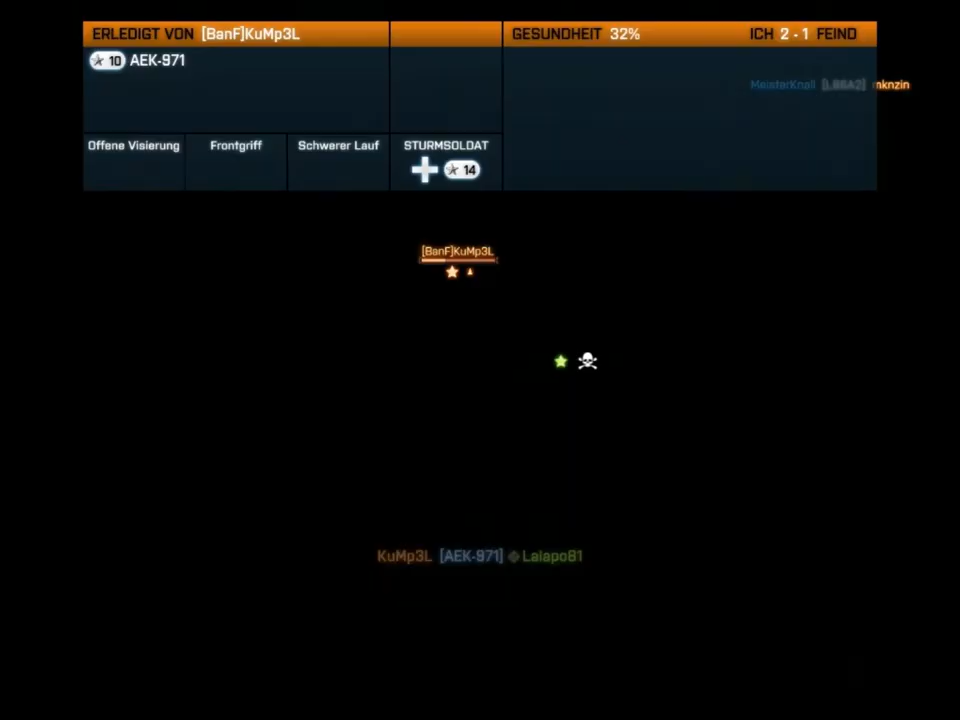 ERLEDIGT VON [BanF]KuMp3L
GESUNDHEIT 32%
ICH 2 - 1 FEIND
10 AEK-971
MeisterKnall [L86A2] mknzin
Offene Visierung
Frontgriff
Schwerer Lauf
STURMSOLDAT
14
[BanF]KuMp3L
KuMp3L [AEK-971] Lalapo81